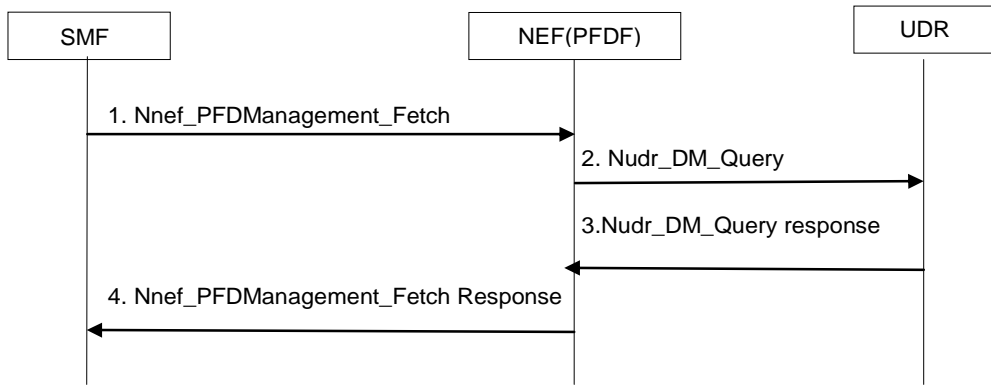 SMF
NEF(PFDF)
UDR
1. Nnef_PFDManagement_Fetch
2. Nudr_DM_Query
3.Nudr_DM_Query response
4. Nnef_PFDManagement_Fetch Response